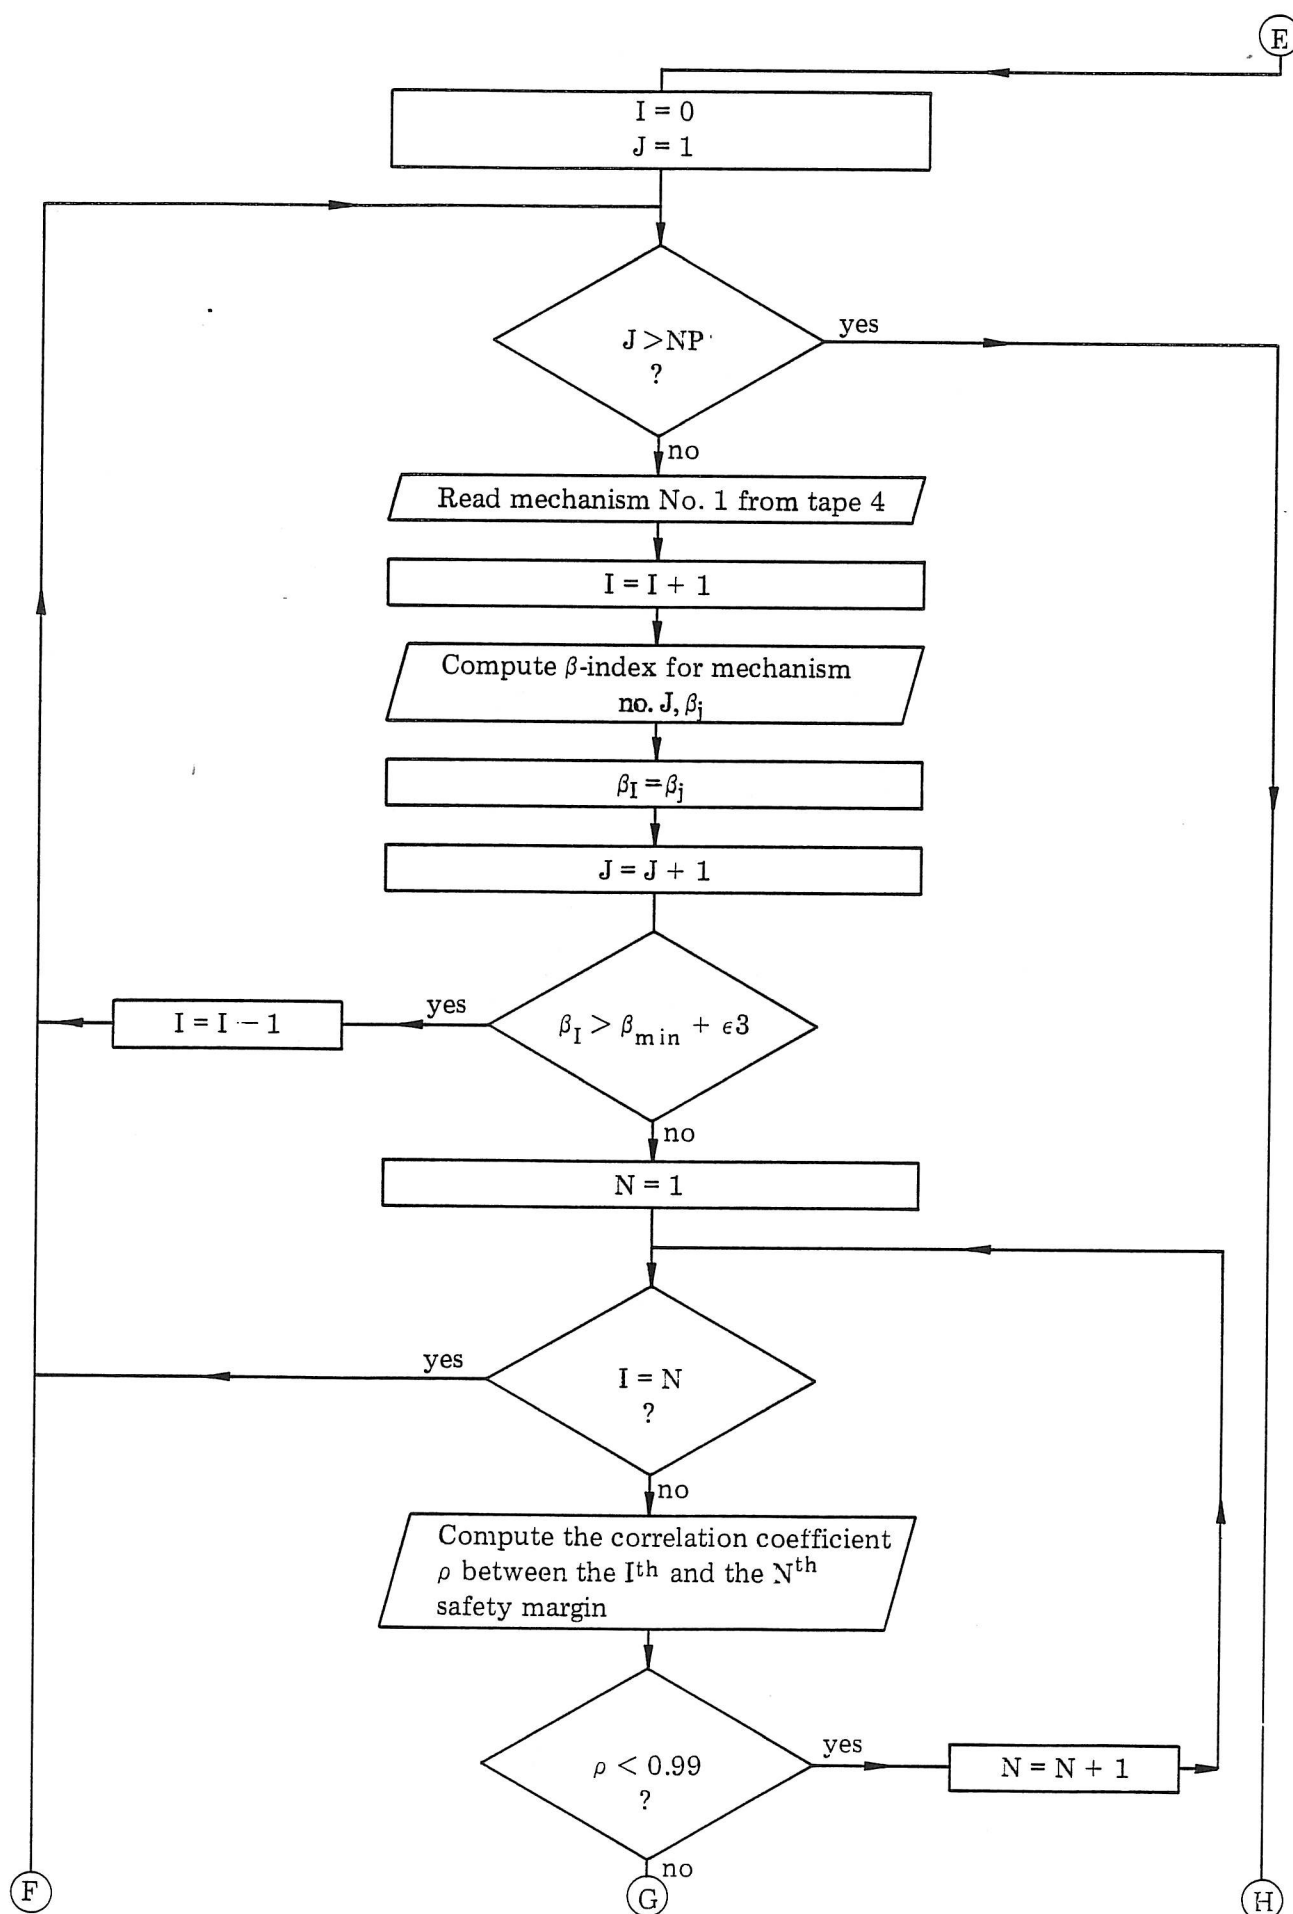 E
I = 0
J = 1
J > NP
?
yes
no
Read mechanism No. 1 from tape 4
I = I + 1
Compute β-index for mechanism
no. J, βj
βI = βj
J = J + 1
yes
I = I - 1
βI > βmin + ϵ3
no
N = 1
yes
I = N
?
no
Compute the correlation coefficient
ρ between the Ith and the Nth
safety margin
ρ < 0.99
?
yes
N = N + 1
no
F
G
H